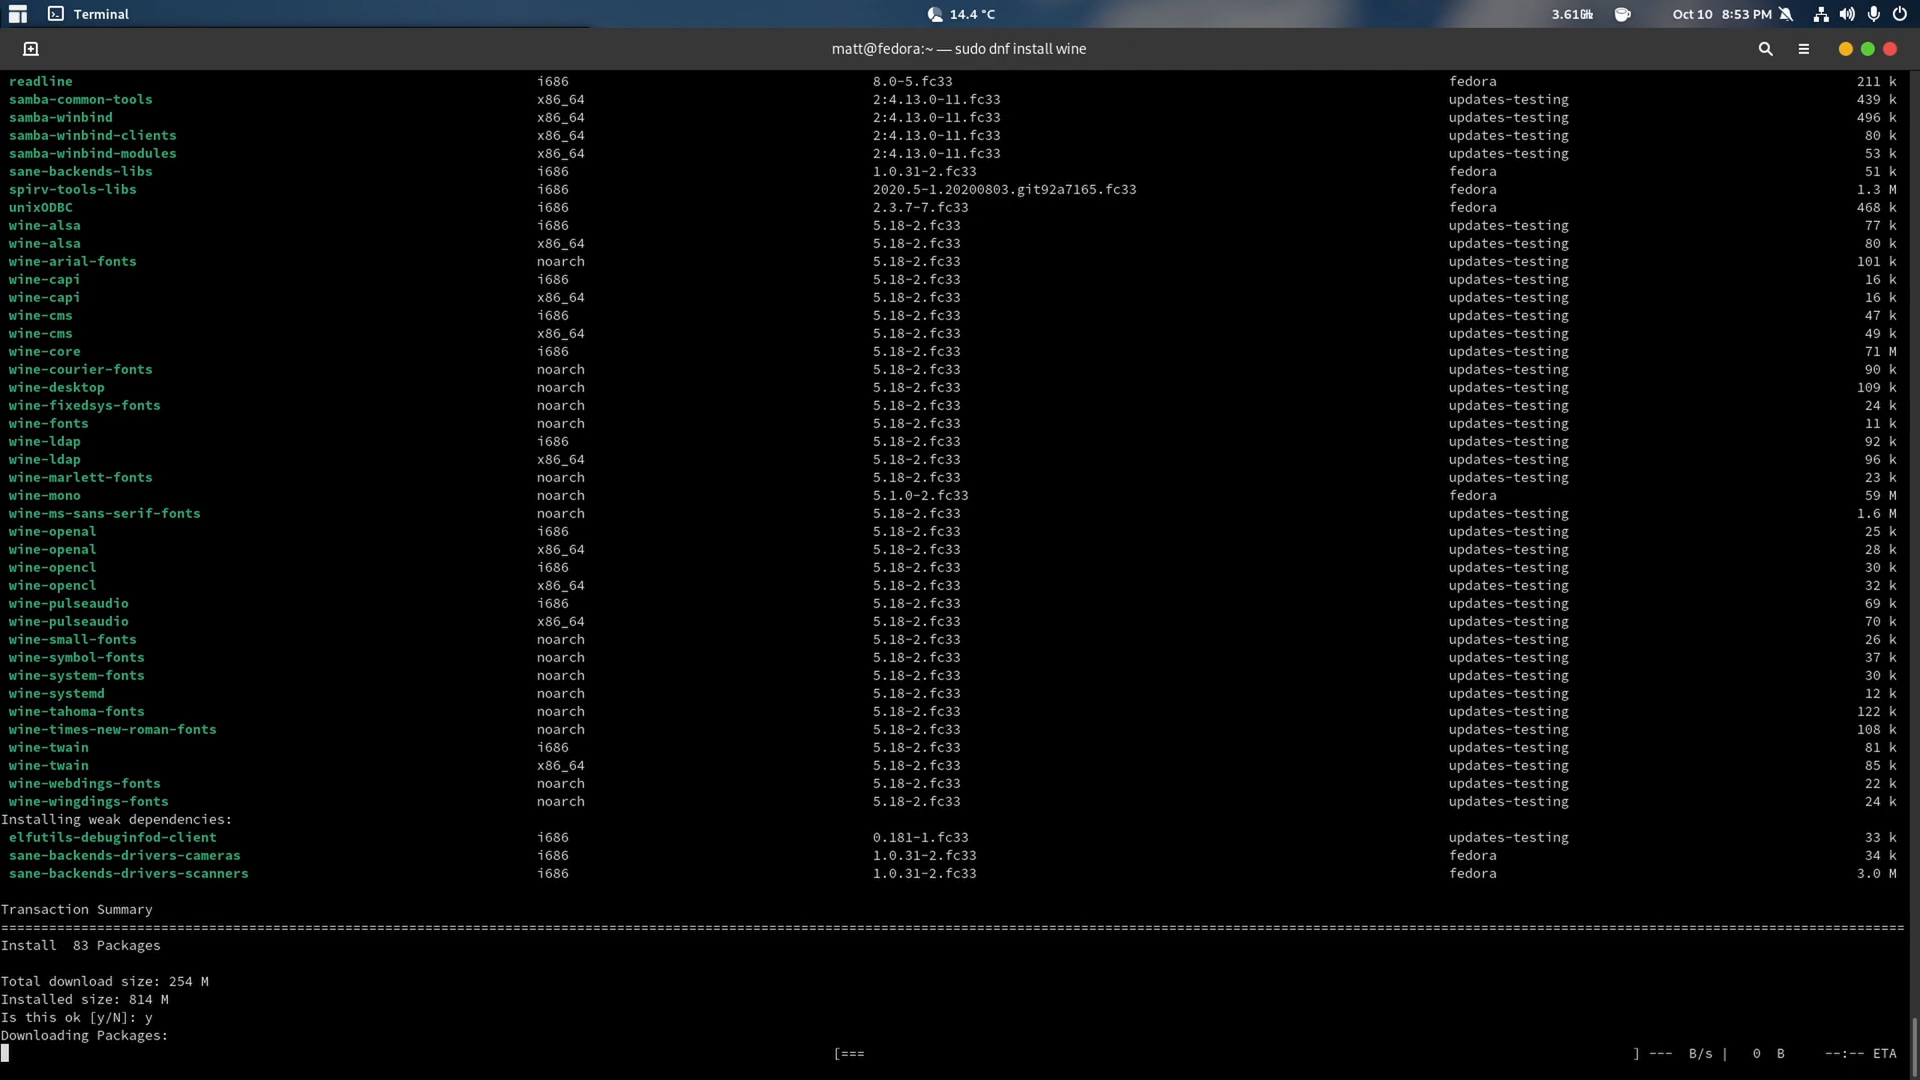 Terminal 14.4 °C 3.61GHz Oct 10 8:53 PM
matt@fedora:~ — sudo dnf install wine
readline i686 8.0-5.fc33 fedora 211 k
samba-common-tools x86_64 2:4.13.0-11.fc33 updates-testing 439 k
samba-winbind x86_64 2:4.13.0-11.fc33 updates-testing 496 k
samba-winbind-clients x86_64 2:4.13.0-11.fc33 updates-testing 80 k
samba-winbind-modules x86_64 2:4.13.0-11.fc33 updates-testing 53 k
sane-backends-libs i686 1.0.31-2.fc33 fedora 51 k
spirv-tools-libs i686 2020.5-1.20200803.git92a7165.fc33 fedora 1.3 M
unixODBC i686 2.3.7-7.fc33 fedora 468 k
wine-alsa i686 5.18-2.fc33 updates-testing 77 k
wine-alsa x86_64 5.18-2.fc33 updates-testing 80 k
wine-arial-fonts noarch 5.18-2.fc33 updates-testing 101 k
wine-capi i686 5.18-2.fc33 updates-testing 16 k
wine-capi x86_64 5.18-2.fc33 updates-testing 16 k
wine-cms i686 5.18-2.fc33 updates-testing 47 k
wine-cms x86_64 5.18-2.fc33 updates-testing 49 k
wine-core i686 5.18-2.fc33 updates-testing 71 M
wine-courier-fonts noarch 5.18-2.fc33 updates-testing 90 k
wine-desktop noarch 5.18-2.fc33 updates-testing 109 k
wine-fixedsys-fonts noarch 5.18-2.fc33 updates-testing 24 k
wine-fonts noarch 5.18-2.fc33 updates-testing 11 k
wine-ldap i686 5.18-2.fc33 updates-testing 92 k
wine-ldap x86_64 5.18-2.fc33 updates-testing 96 k
wine-marlett-fonts noarch 5.18-2.fc33 updates-testing 23 k
wine-mono noarch 5.1.0-2.fc33 fedora 59 M
wine-ms-sans-serif-fonts noarch 5.18-2.fc33 updates-testing 1.6 M
wine-openal i686 5.18-2.fc33 updates-testing 25 k
wine-openal x86_64 5.18-2.fc33 updates-testing 28 k
wine-opencl i686 5.18-2.fc33 updates-testing 30 k
wine-opencl x86_64 5.18-2.fc33 updates-testing 32 k
wine-pulseaudio i686 5.18-2.fc33 updates-testing 69 k
wine-pulseaudio x86_64 5.18-2.fc33 updates-testing 70 k
wine-small-fonts noarch 5.18-2.fc33 updates-testing 26 k
wine-symbol-fonts noarch 5.18-2.fc33 updates-testing 37 k
wine-system-fonts noarch 5.18-2.fc33 updates-testing 30 k
wine-systemd noarch 5.18-2.fc33 updates-testing 12 k
wine-tahoma-fonts noarch 5.18-2.fc33 updates-testing 122 k
wine-times-new-roman-fonts noarch 5.18-2.fc33 updates-testing 108 k
wine-twain i686 5.18-2.fc33 updates-testing 81 k
wine-twain x86_64 5.18-2.fc33 updates-testing 85 k
wine-webdings-fonts noarch 5.18-2.fc33 updates-testing 22 k
wine-wingdings-fonts noarch 5.18-2.fc33 updates-testing 24 k
Installing weak dependencies:
elfutils-debuginfod-client i686 0.181-1.fc33 updates-testing 33 k
sane-backends-drivers-cameras i686 1.0.31-2.fc33 fedora 34 k
sane-backends-drivers-scanners i686 1.0.31-2.fc33 fedora 3.0 M
Transaction Summary
================================================================================
Install 83 Packages
Total download size: 254 M
Installed size: 814 M
Is this ok [y/N]: y
Downloading Packages:
[=== ] --- B/s | 0 B --:-- ETA